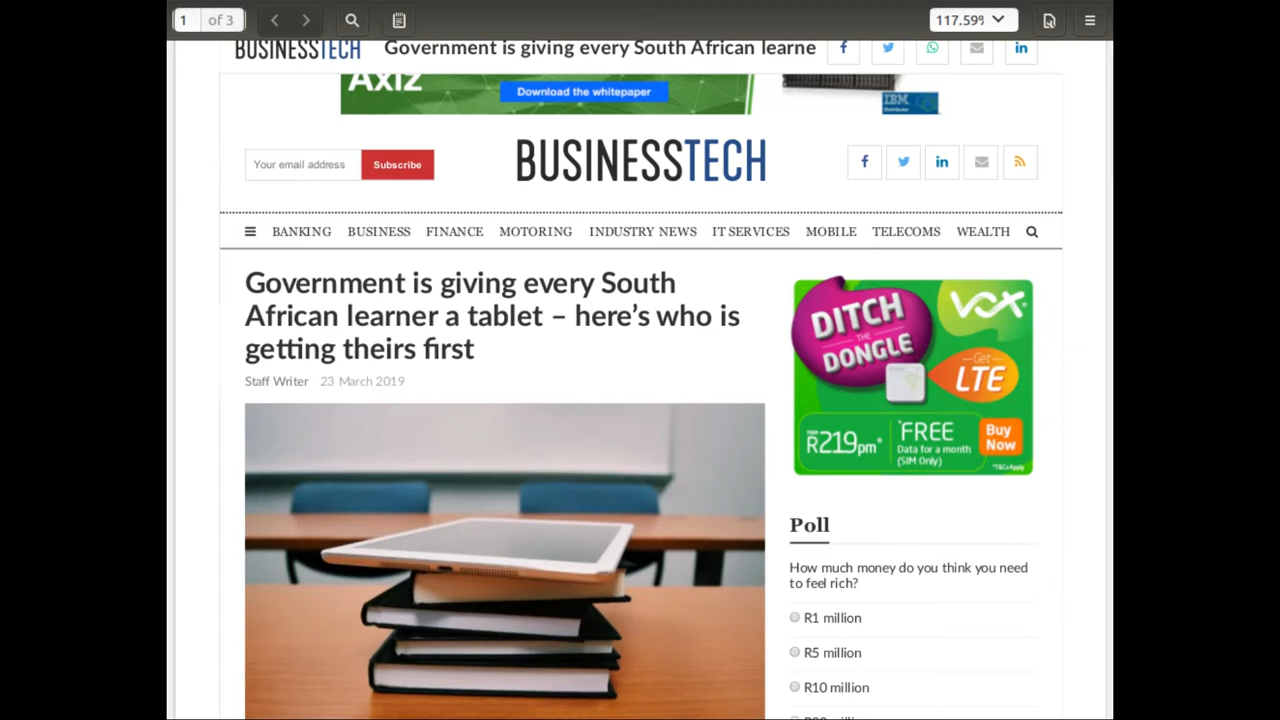 1 of 3
117.59%
BUSINESSTECH Government is giving every South African learne
Axiz
Download the whitepaper
IBM
Distributor
Your email address Subscribe
BUSINESSTECH
BANKING BUSINESS FINANCE MOTORING INDUSTRY NEWS IT SERVICES MOBILE TELECOMS WEALTH
Government is giving every South
African learner a tablet – here's who is
getting theirs first
Staff Writer 23 March 2019
DITCH
THE
DONGLE
VOX
Get
LTE
FROM
R219pm*
*FREE
Data for a month
(SIM Only)
Buy
Now
*T&Cs Apply
Poll
How much money do you think you need
to feel rich?
R1 million
R5 million
R10 million